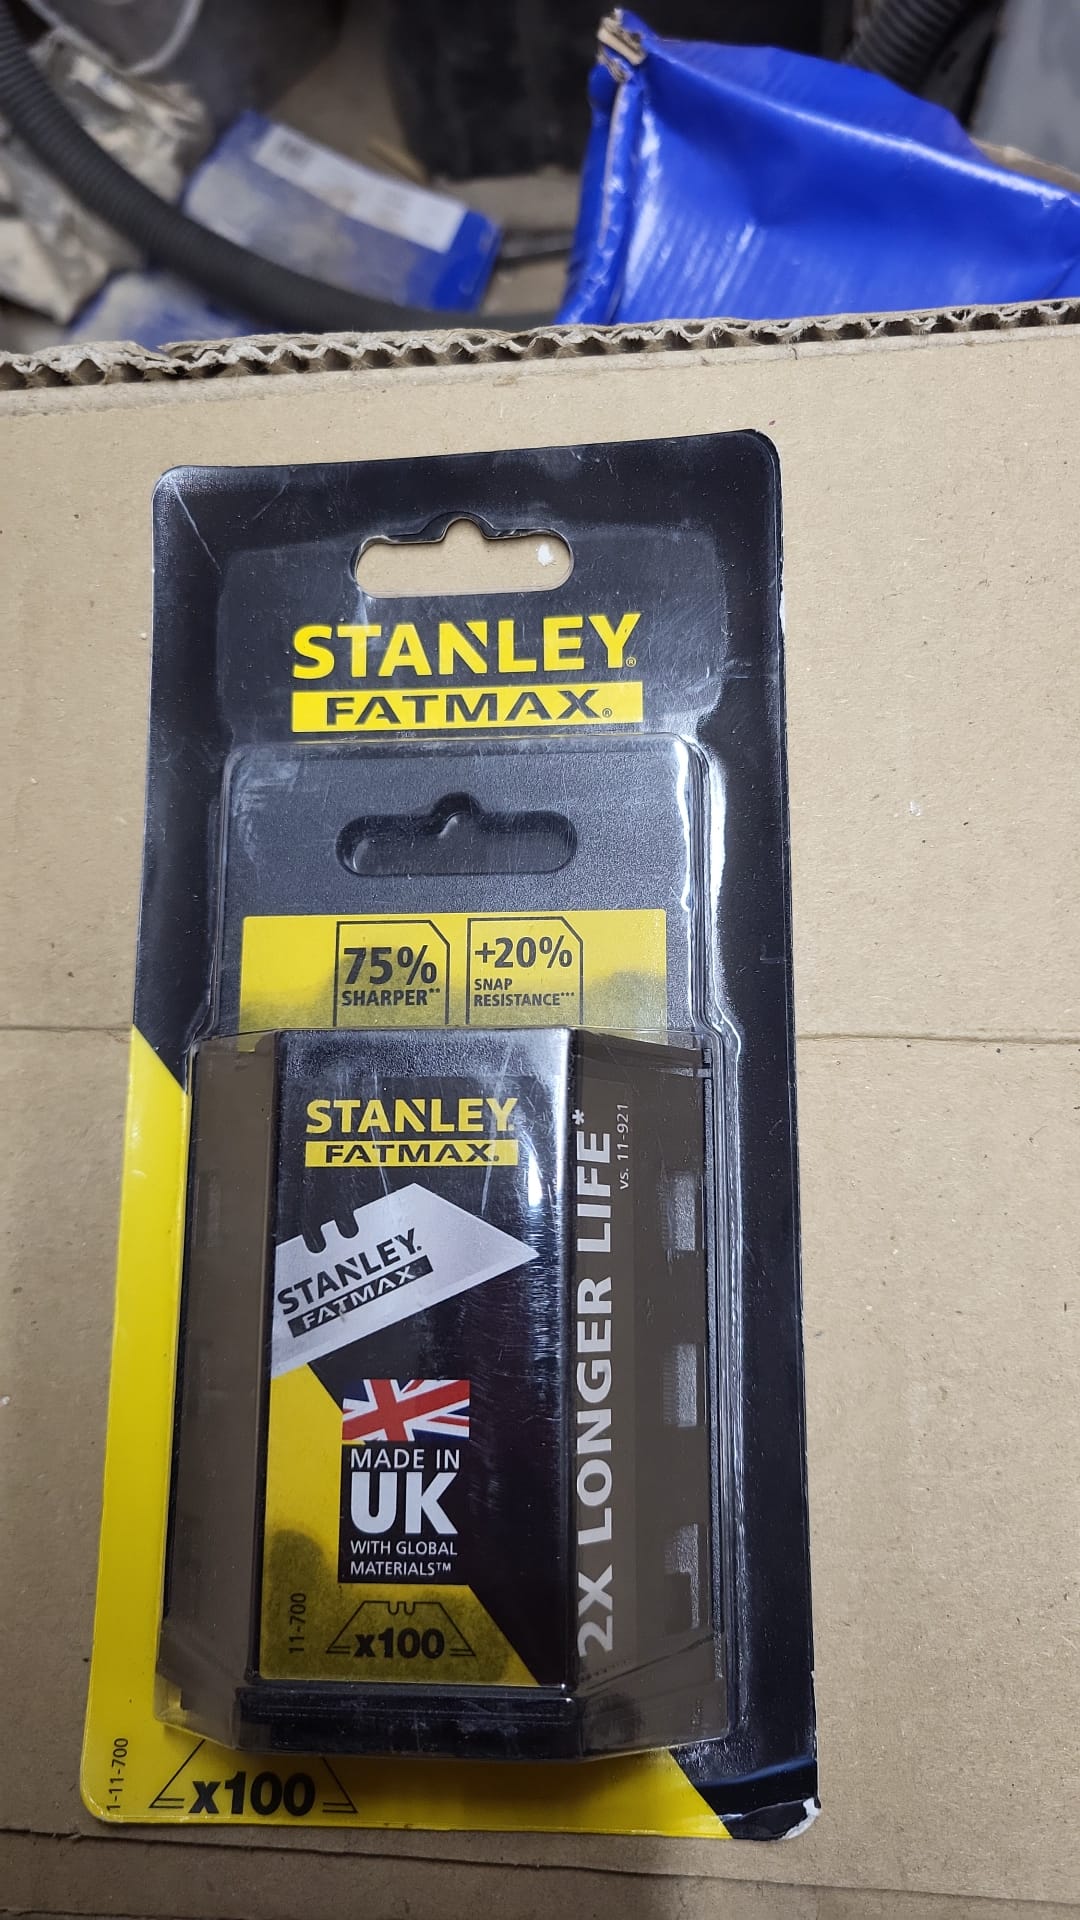 STANLEY®
FATMAX®
75%
SHARPER**
+20%
SNAP
RESISTANCE***
STANLEY.
FATMAX.
STANLEY.
FATMAX
MADE IN
UK
WITH GLOBAL
MATERIALS™
11-700
x100
2X LONGER LIFE*
vs. 11-921
1-11-700
x100